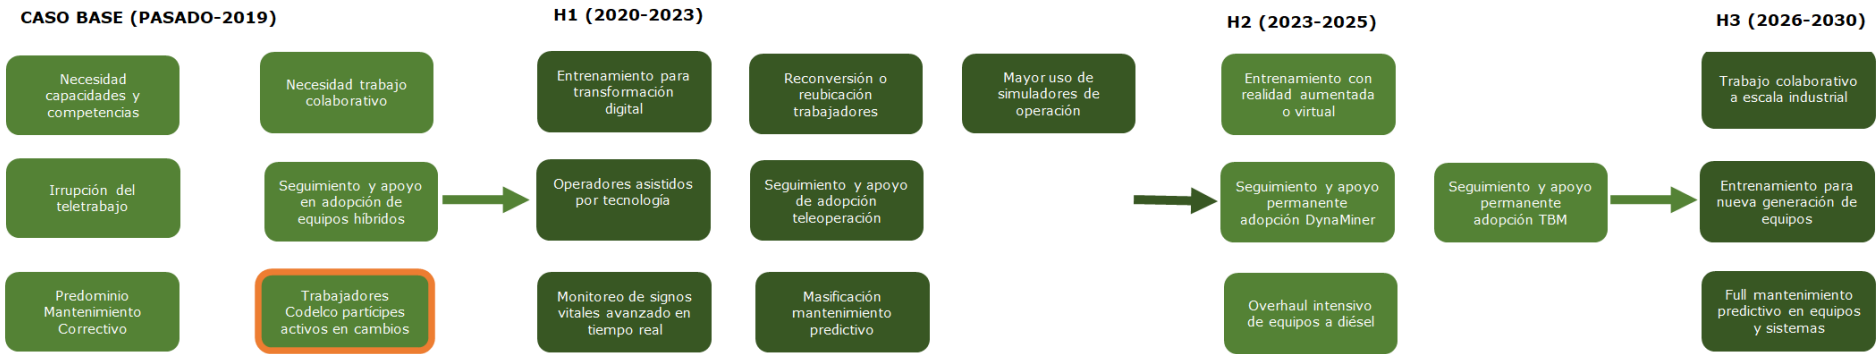 CASO BASE (PASADO-2019)
Necesidad
capacidades y
competencias
Necesidad trabajo
colaborativo
Irrupción del
teletrabajo
Seguimiento y apoyo
en adopción de
equipos híbridos
Predominio
Mantenimiento
Correctivo
Trabajadores
Codelco partícipes
activos en cambios
H1 (2020-2023)
Entrenamiento para
transformación
digital
Reconversión o
reubicación
trabajadores
Mayor uso de
simuladores de
operación
Operadores asistidos
por tecnología
Seguimiento y apoyo
de adopción
teleoperación
Monitoreo de signos
vitales avanzado en
tiempo real
Masificación
mantenimiento
predictivo
H2 (2023-2025)
Entrenamiento con
realidad aumentada
o virtual
Seguimiento y apoyo
permanente
adopción DynaMiner
Seguimiento y apoyo
permanente
adopción TBM
Overhaul intensivo
de equipos a diésel
H3 (2026-2030)
Trabajo colaborativo
a escala industrial
Entrenamiento para
nueva generación de
equipos
Full mantenimiento
predictivo en equipos
y sistemas